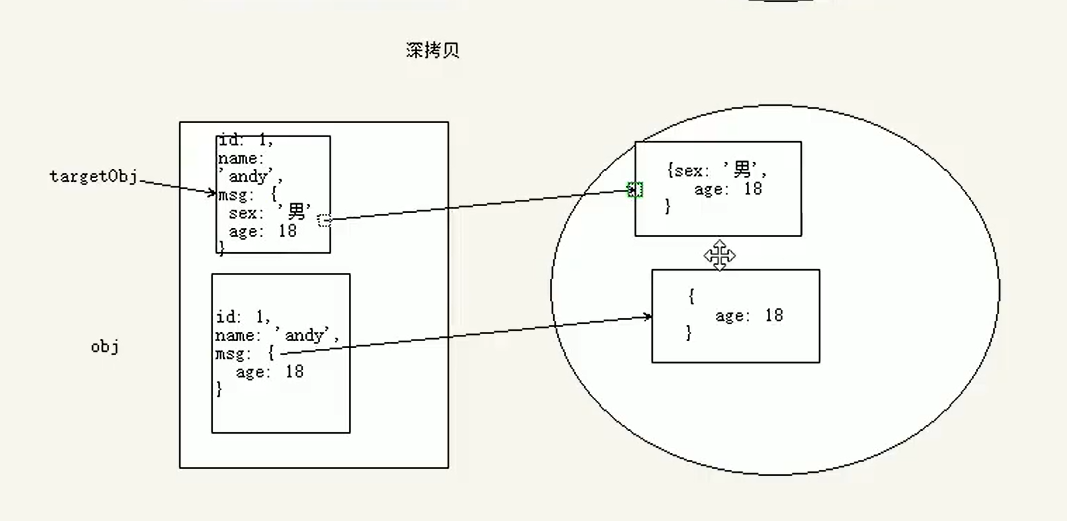 深拷贝
targetObj
id: 1,
name:
'andy',
msg: {
sex: '男'
age: 18
}
{sex: '男',
age: 18
}
obj
id: 1,
name: 'andy',
msg: {
age: 18
}
{
age: 18
}